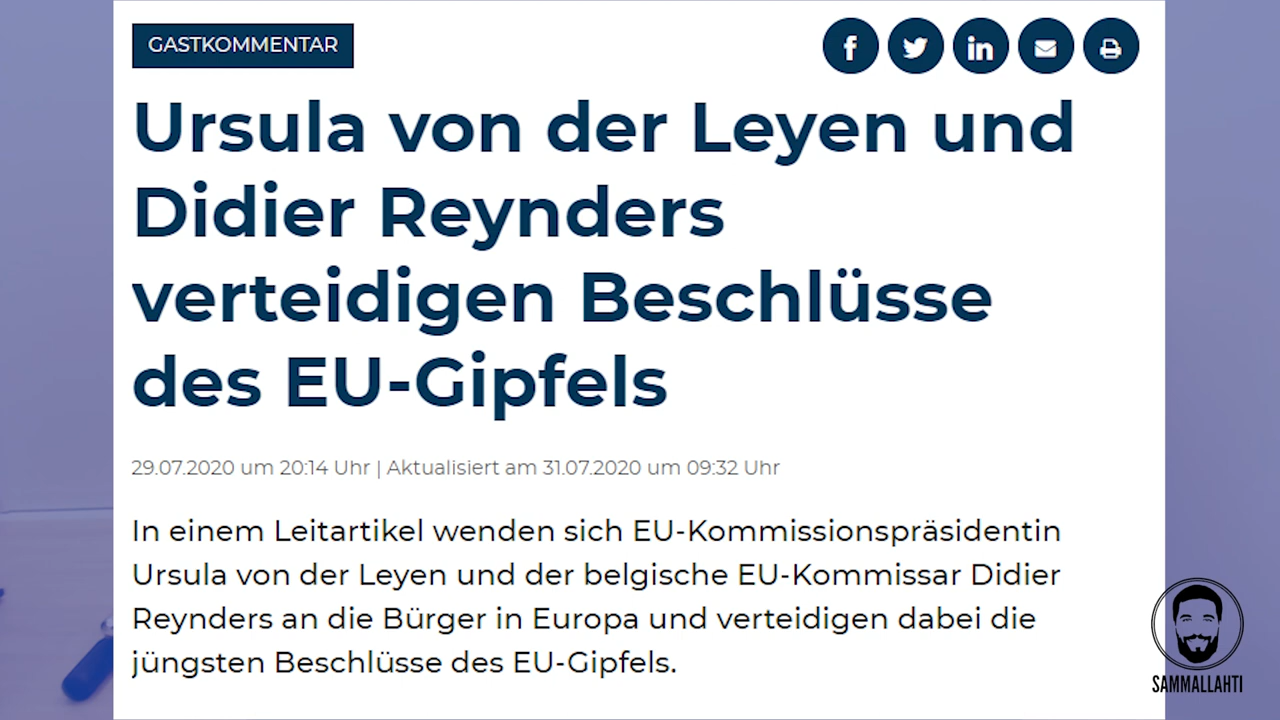 GASTKOMMENTAR
Ursula von der Leyen und
Didier Reynders
verteidigen Beschlüsse
des EU-Gipfels
29.07.2020 um 20:14 Uhr | Aktualisiert am 31.07.2020 um 09:32 Uhr
In einem Leitartikel wenden sich EU-Kommissionspräsidentin
Ursula von der Leyen und der belgische EU-Kommissar Didier
Reynders an die Bürger in Europa und verteidigen dabei die
jüngsten Beschlüsse des EU-Gipfels.
SAMMALLAHTI